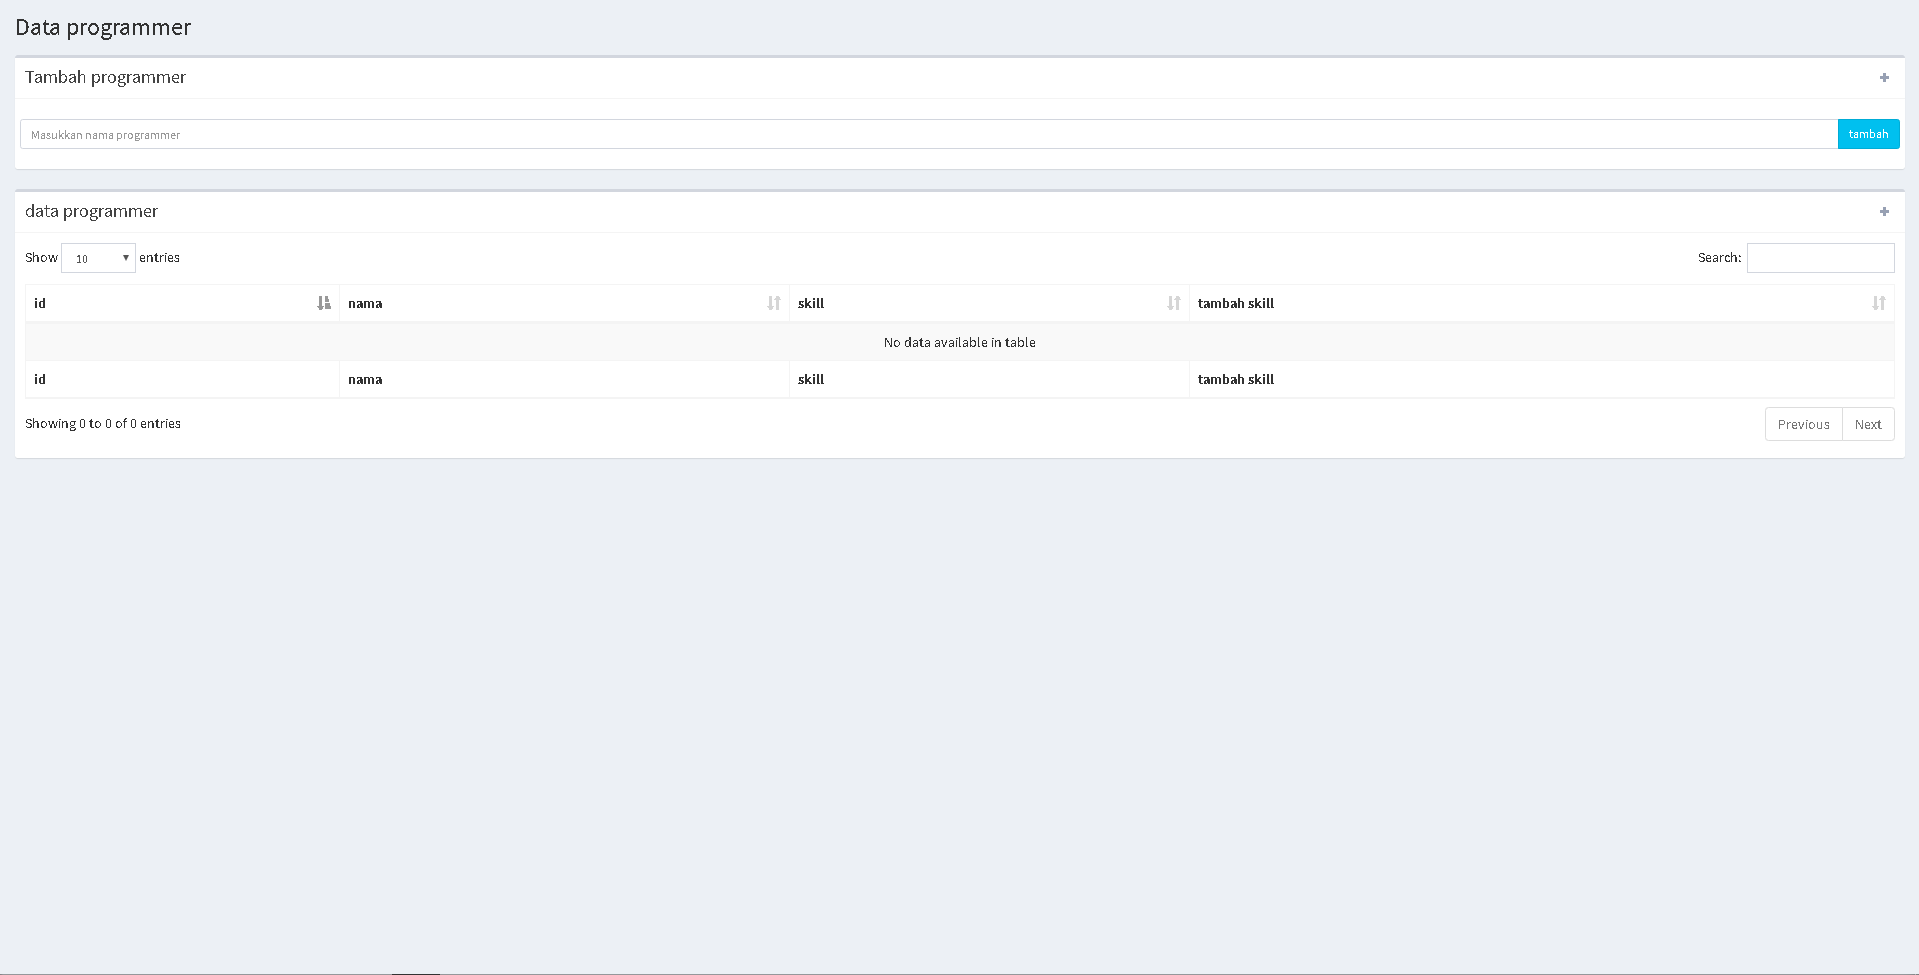 Data programmer
Tambah programmer
Masukkan nama programmer tambah
data programmer
Show 10 entries Search:
id nama skill tambah skill
No data available in table
id nama skill tambah skill
Showing 0 to 0 of 0 entries Previous Next